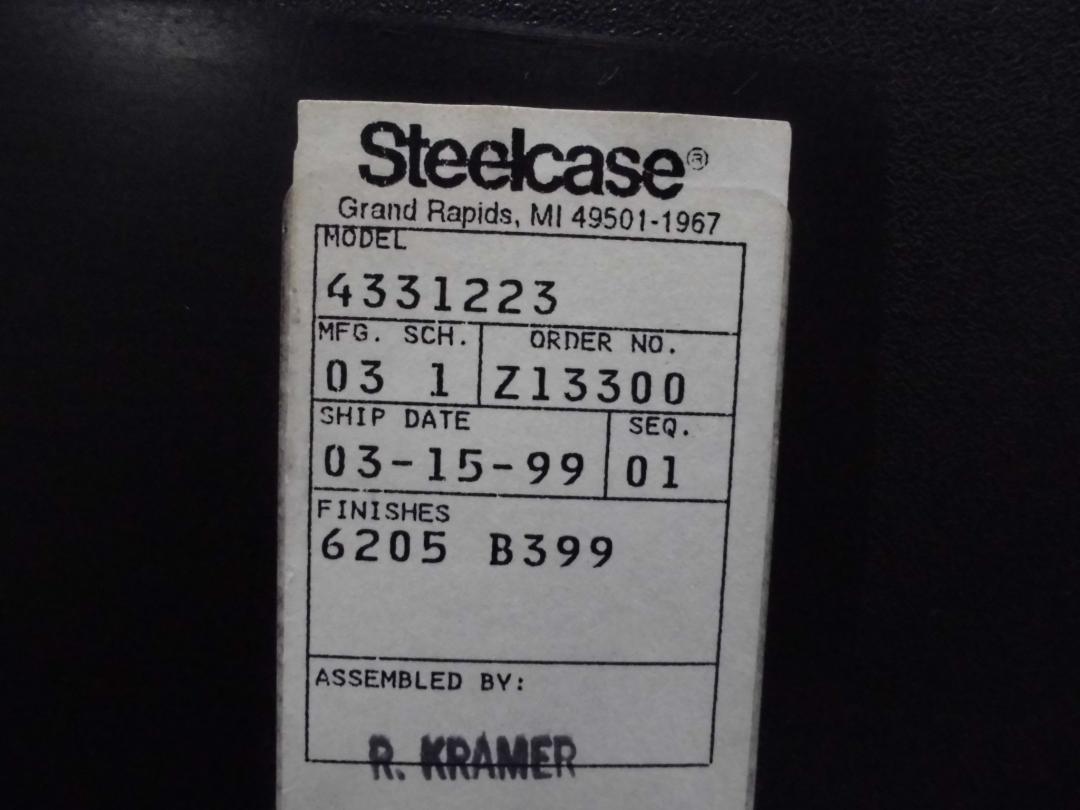 Steelcase®
Grand Rapids, MI 49501-1967
MODEL
4331223
MFG. SCH. ORDER NO.
03 1 Z13300
SHIP DATE SEQ.
03-15-99 01
FINISHES
6205 B399
ASSEMBLED BY:
R. KRAMER